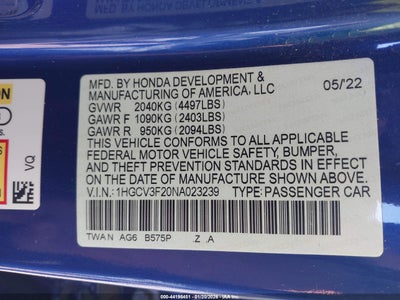 MFD. BY HONDA DEVELOPMENT &
MANUFACTURING OF AMERICA, LLC 05/22
GVWR 2040KG (4497LBS)
GAWR F 1090KG (2403LBS)
GAWR R 950KG (2094LBS)
THIS VEHICLE CONFORMS TO ALL APPLICABLE
FEDERAL MOTOR VEHICLE SAFETY, BUMPER,
AND THEFT PREVENTION STANDARDS IN EFFECT
ON THE DATE OF MANUFACTURE SHOWN ABOVE.
V.I.N.: 1HGCV3F20NA023239 TYPE: PASSENGER CAR
TWAN AG6 B575P Z .A
VQ